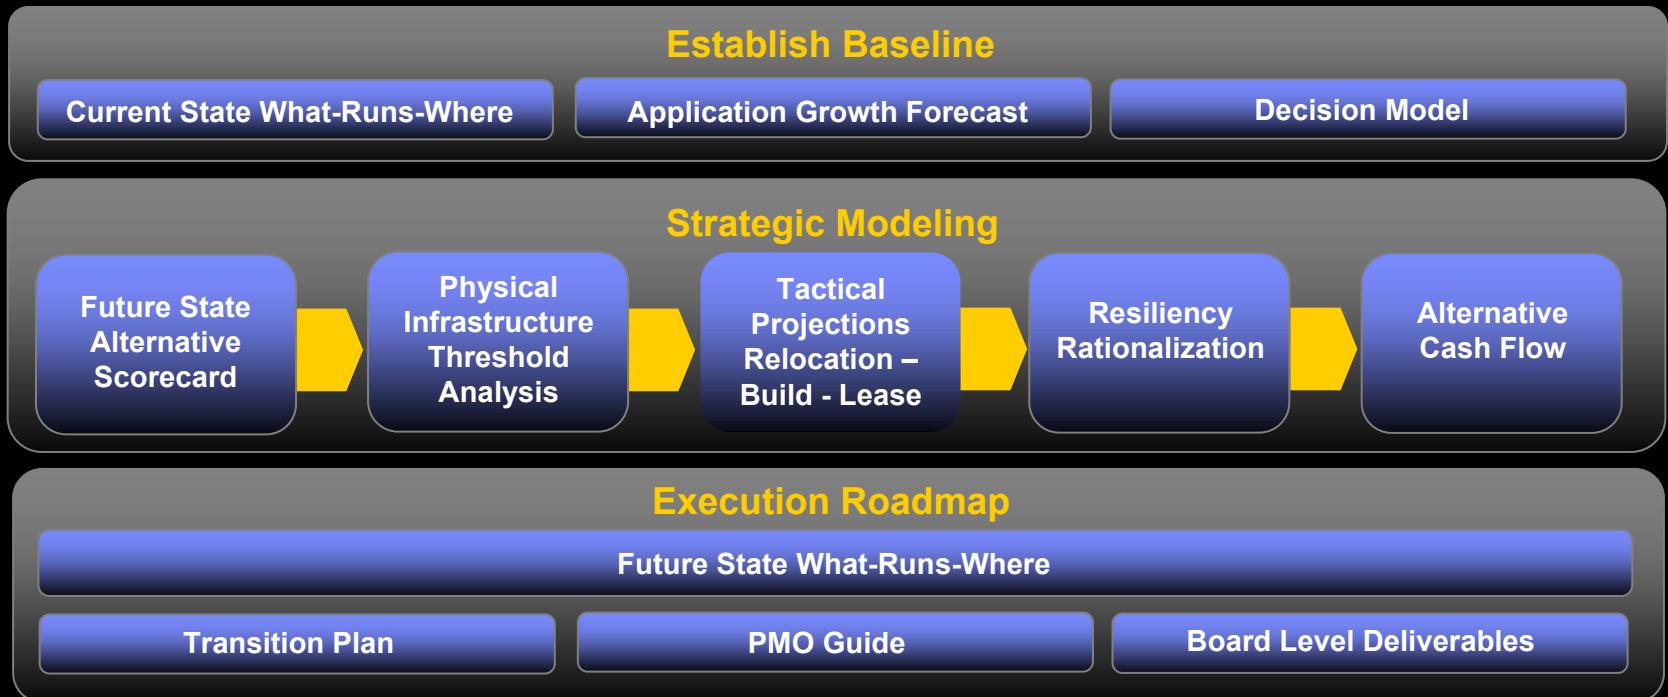 Establish Baseline
Current State What-Runs-Where
Application Growth Forecast
Decision Model
Strategic Modeling
Future State
Alternative
Scorecard
Physical
Infrastructure
Threshold
Analysis
Tactical
Projections
Relocation –
Build - Lease
Resiliency
Rationalization
Alternative
Cash Flow
Execution Roadmap
Future State What-Runs-Where
Transition Plan
PMO Guide
Board Level Deliverables